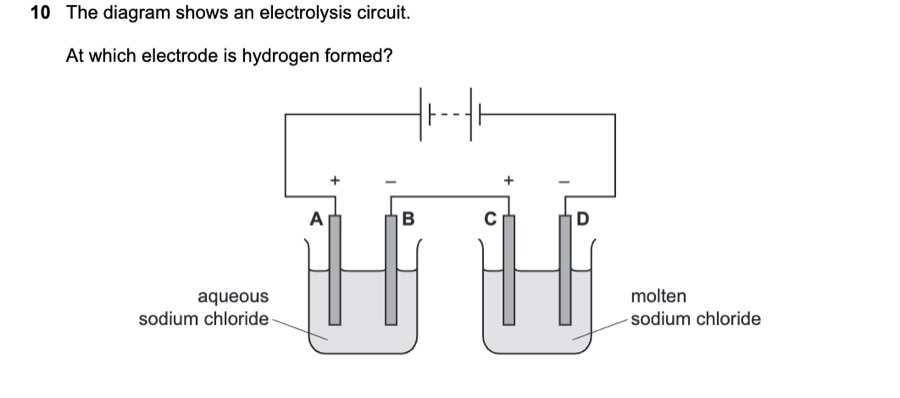 10 The diagram shows an electrolysis circuit.
At which electrode is hydrogen formed?
+ – + –
A B C D
aqueous
sodium chloride
molten
sodium chloride